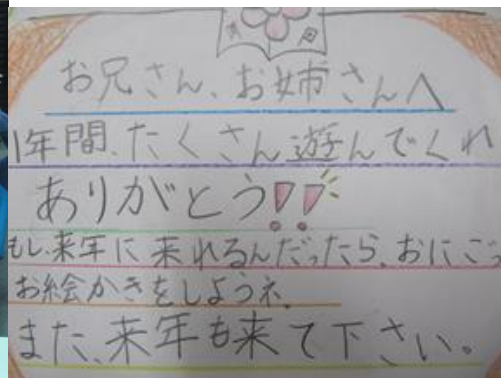 お兄さん、お姉さんへ
1年間、たくさん遊んでくれ
ありがとう!!
もし、来年に来れるんだったら、おにごっ
お絵かきをしようネ。
また、来年も来て下さい。